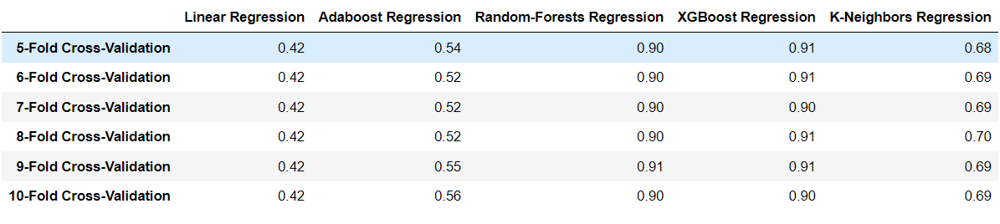 Linear Regression Adaboost Regression Random-Forests Regression XGBoost Regression K-Neighbors Regression
5-Fold Cross-Validation 0.42 0.54 0.90 0.91 0.68
6-Fold Cross-Validation 0.42 0.52 0.90 0.91 0.69
7-Fold Cross-Validation 0.42 0.52 0.90 0.90 0.69
8-Fold Cross-Validation 0.42 0.52 0.90 0.91 0.70
9-Fold Cross-Validation 0.42 0.55 0.91 0.91 0.69
10-Fold Cross-Validation 0.42 0.56 0.90 0.90 0.69